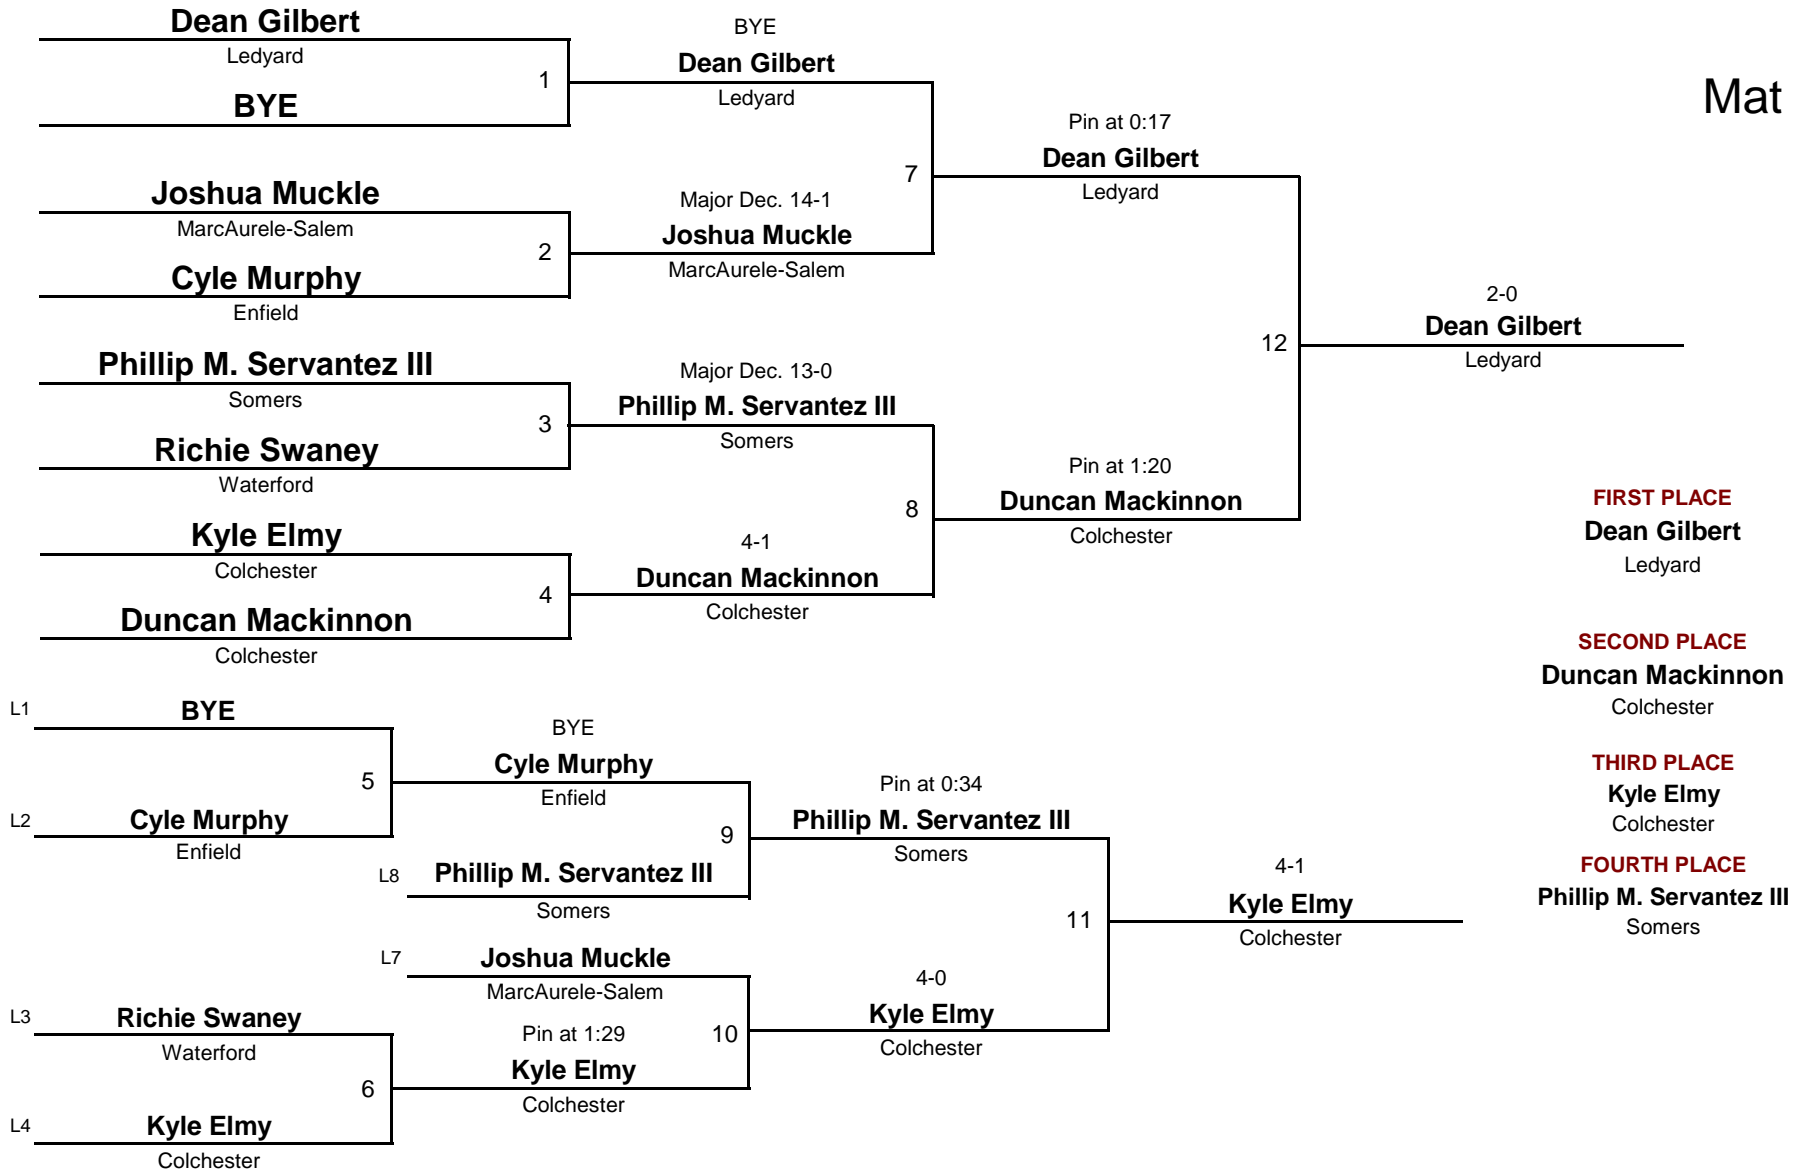 Dean Gilbert
Ledyard
1
BYE
BYE
Dean Gilbert
Ledyard
Mat
Joshua Muckle
MarcAurele-Salem
2
Cyle Murphy
Enfield
Major Dec. 14-1
Joshua Muckle
MarcAurele-Salem
7
Pin at 0:17
Dean Gilbert
Ledyard
Phillip M. Servantez III
Somers
3
Richie Swaney
Waterford
Major Dec. 13-0
Phillip M. Servantez III
Somers
Kyle Elmy
Colchester
4
Duncan Mackinnon
Colchester
4-1
Duncan Mackinnon
Colchester
8
Pin at 1:20
Duncan Mackinnon
Colchester
12
2-0
Dean Gilbert
Ledyard
FIRST PLACE
Dean Gilbert
Ledyard
SECOND PLACE
Duncan Mackinnon
Colchester
THIRD PLACE
Kyle Elmy
Colchester
FOURTH PLACE
Phillip M. Servantez III
Somers
L1 BYE
5
L2 Cyle Murphy
Enfield
BYE
Cyle Murphy
Enfield
9
L8 Phillip M. Servantez III
Somers
Pin at 0:34
Phillip M. Servantez III
Somers
L7 Joshua Muckle
MarcAurele-Salem
10
L3 Richie Swaney
Waterford
6
L4 Kyle Elmy
Colchester
Pin at 1:29
Kyle Elmy
Colchester
4-0
Kyle Elmy
Colchester
11
4-1
Kyle Elmy
Colchester